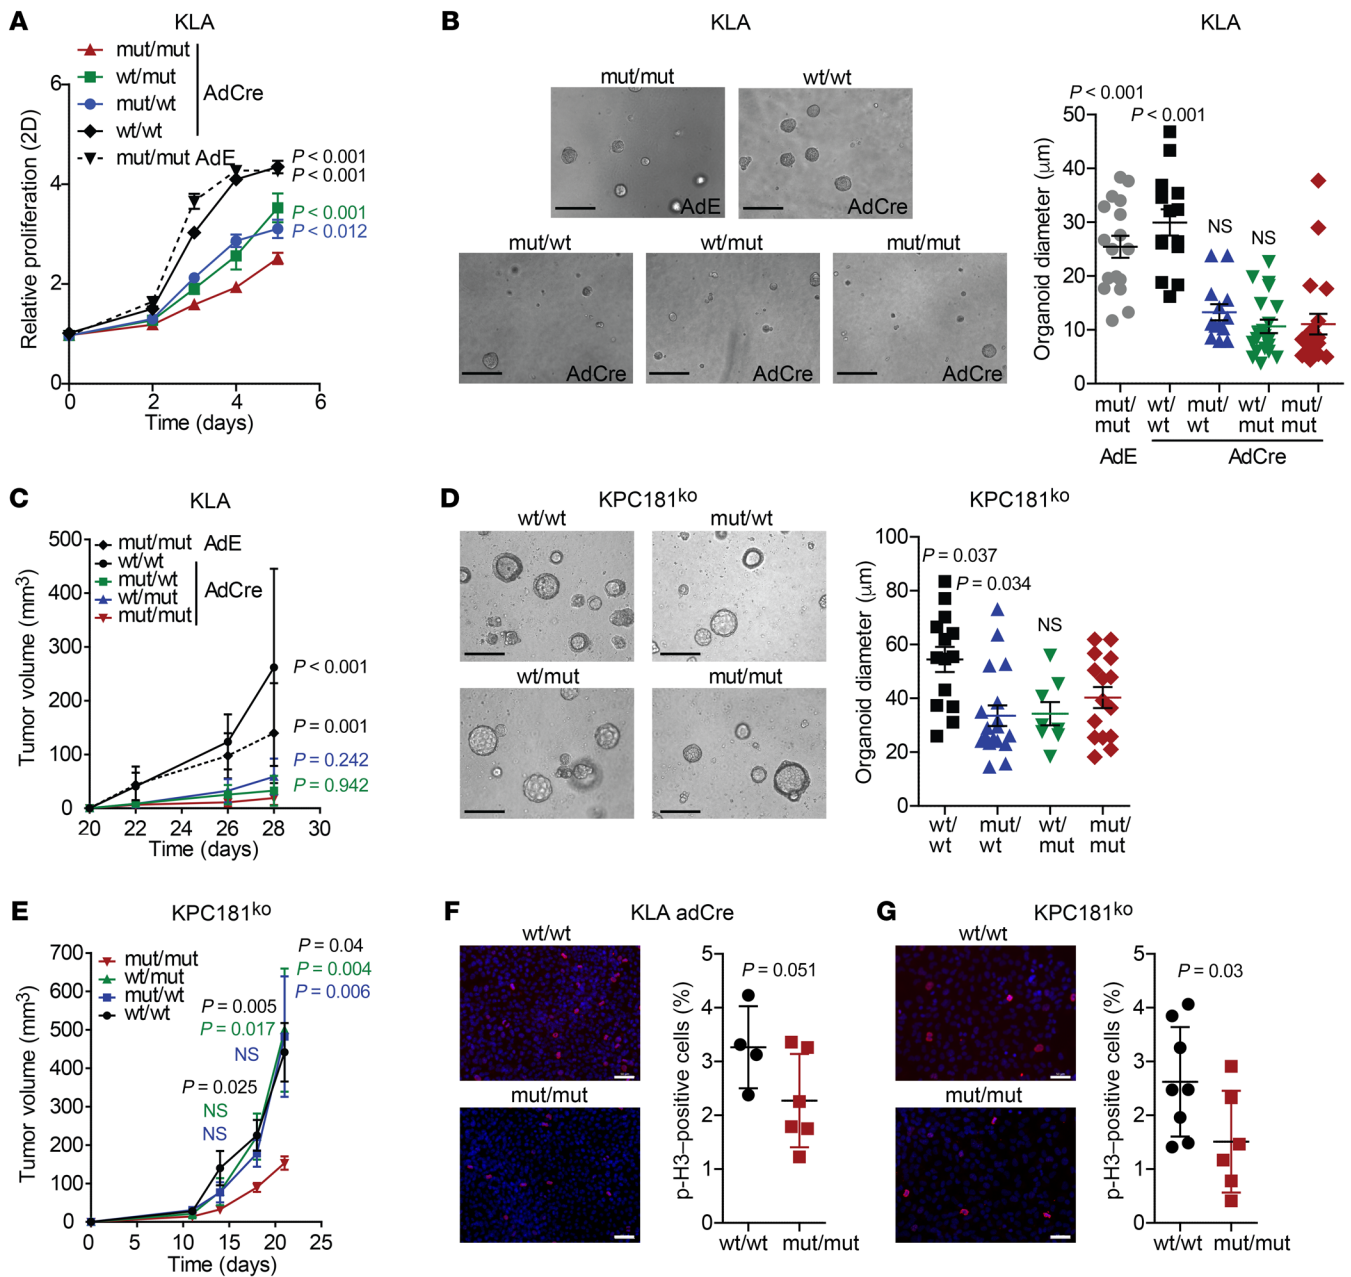 A
KLA
mut/mut
wt/mut
mut/wt
wt/wt
mut/mut AdE
AdCre
Relative proliferation (2D)
6
4
2
0
0 2 4 6
Time (days)
P < 0.001
P < 0.001
P < 0.001
P < 0.012
B
KLA
mut/mut
wt/wt
AdE
AdCre
mut/wt
wt/mut
mut/mut
AdCre
AdCre
AdCre
KLA
P < 0.001
P < 0.001
NS
NS
Organoid diameter (µm)
50
40
30
20
10
0
mut/ wt/ mut/ wt/ mut/
mut wt wt mut mut
AdE AdCre
C
KLA
mut/mut AdE
wt/wt
mut/wt
wt/mut
mut/mut
AdCre
Tumor volume (mm3)
500
400
300
200
100
0
20 22 24 26 28 30
Time (days)
P < 0.001
P = 0.001
P = 0.242
P = 0.942
D
KPC181ko
wt/wt
mut/wt
wt/mut
mut/mut
KPC181ko
P = 0.037
P = 0.034
NS
Organoid diameter (µm)
100
80
60
40
20
0
wt/ mut/ wt/ mut/
wt wt mut mut
E
KPC181ko
mut/mut
wt/mut
mut/wt
wt/wt
Tumor volume (mm3)
700
600
500
400
300
200
100
0
0 5 10 15 20 25
Time (days)
P = 0.04
P = 0.004
P = 0.006
P = 0.005
P = 0.017
NS
P = 0.025
NS
NS
F
KLA adCre
wt/wt
mut/mut
P = 0.051
p-H3–positive cells (%)
5
4
3
2
1
0
wt/wt mut/mut
G
KPC181ko
wt/wt
mut/mut
P = 0.03
p-H3–positive cells (%)
5
4
3
2
1
0
wt/wt mut/mut